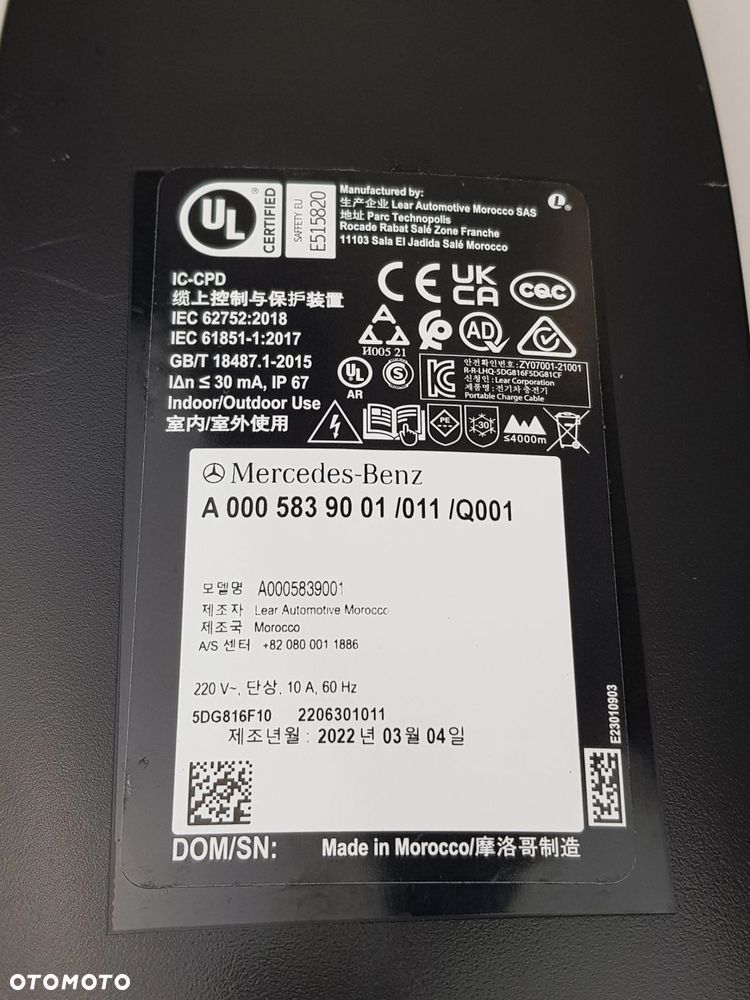 UL
®
CERTIFIED
SAFFETY EU
E515820
Manufactured by:
生产企业 Lear Automotive Morocco SAS
地址 Parc Technopolis
Rocade Rabat Salé Zone Franche
11103 Sala El Jadida Salé Morocco
L®
IC-CPD
缆上控制与保护装置
IEC 62752:2018
IEC 61851-1:2017
GB/T 18487.1-2015
IΔn ≤ 30 mA, IP 67
Indoor/Outdoor Use
室内/室外使用
CE
UK
CA
CQC
И005 21
AD
UL
AR
S
안전확인번호 : ZY07001-21001
R-R-LHQ-5DG816F5DG81CF
신청인 : Lear Corporation
제품명 : 전기차 충전기
Portable Charge Cable
PE
-30
≤4000m
Mercedes-Benz
A 000 583 90 01 /011 /Q001
모델명 A0005839001
제조자 Lear Automotive Morocco
제조국 Morocco
A/S 센터 +82 080 001 1886
220 V~, 단상, 10 A, 60 Hz
5DG816F10 2206301011
제조년월 : 2022 년 03 월 04 일
E23010903
DOM/SN: Made in Morocco/摩洛哥制造
OTOMOTO